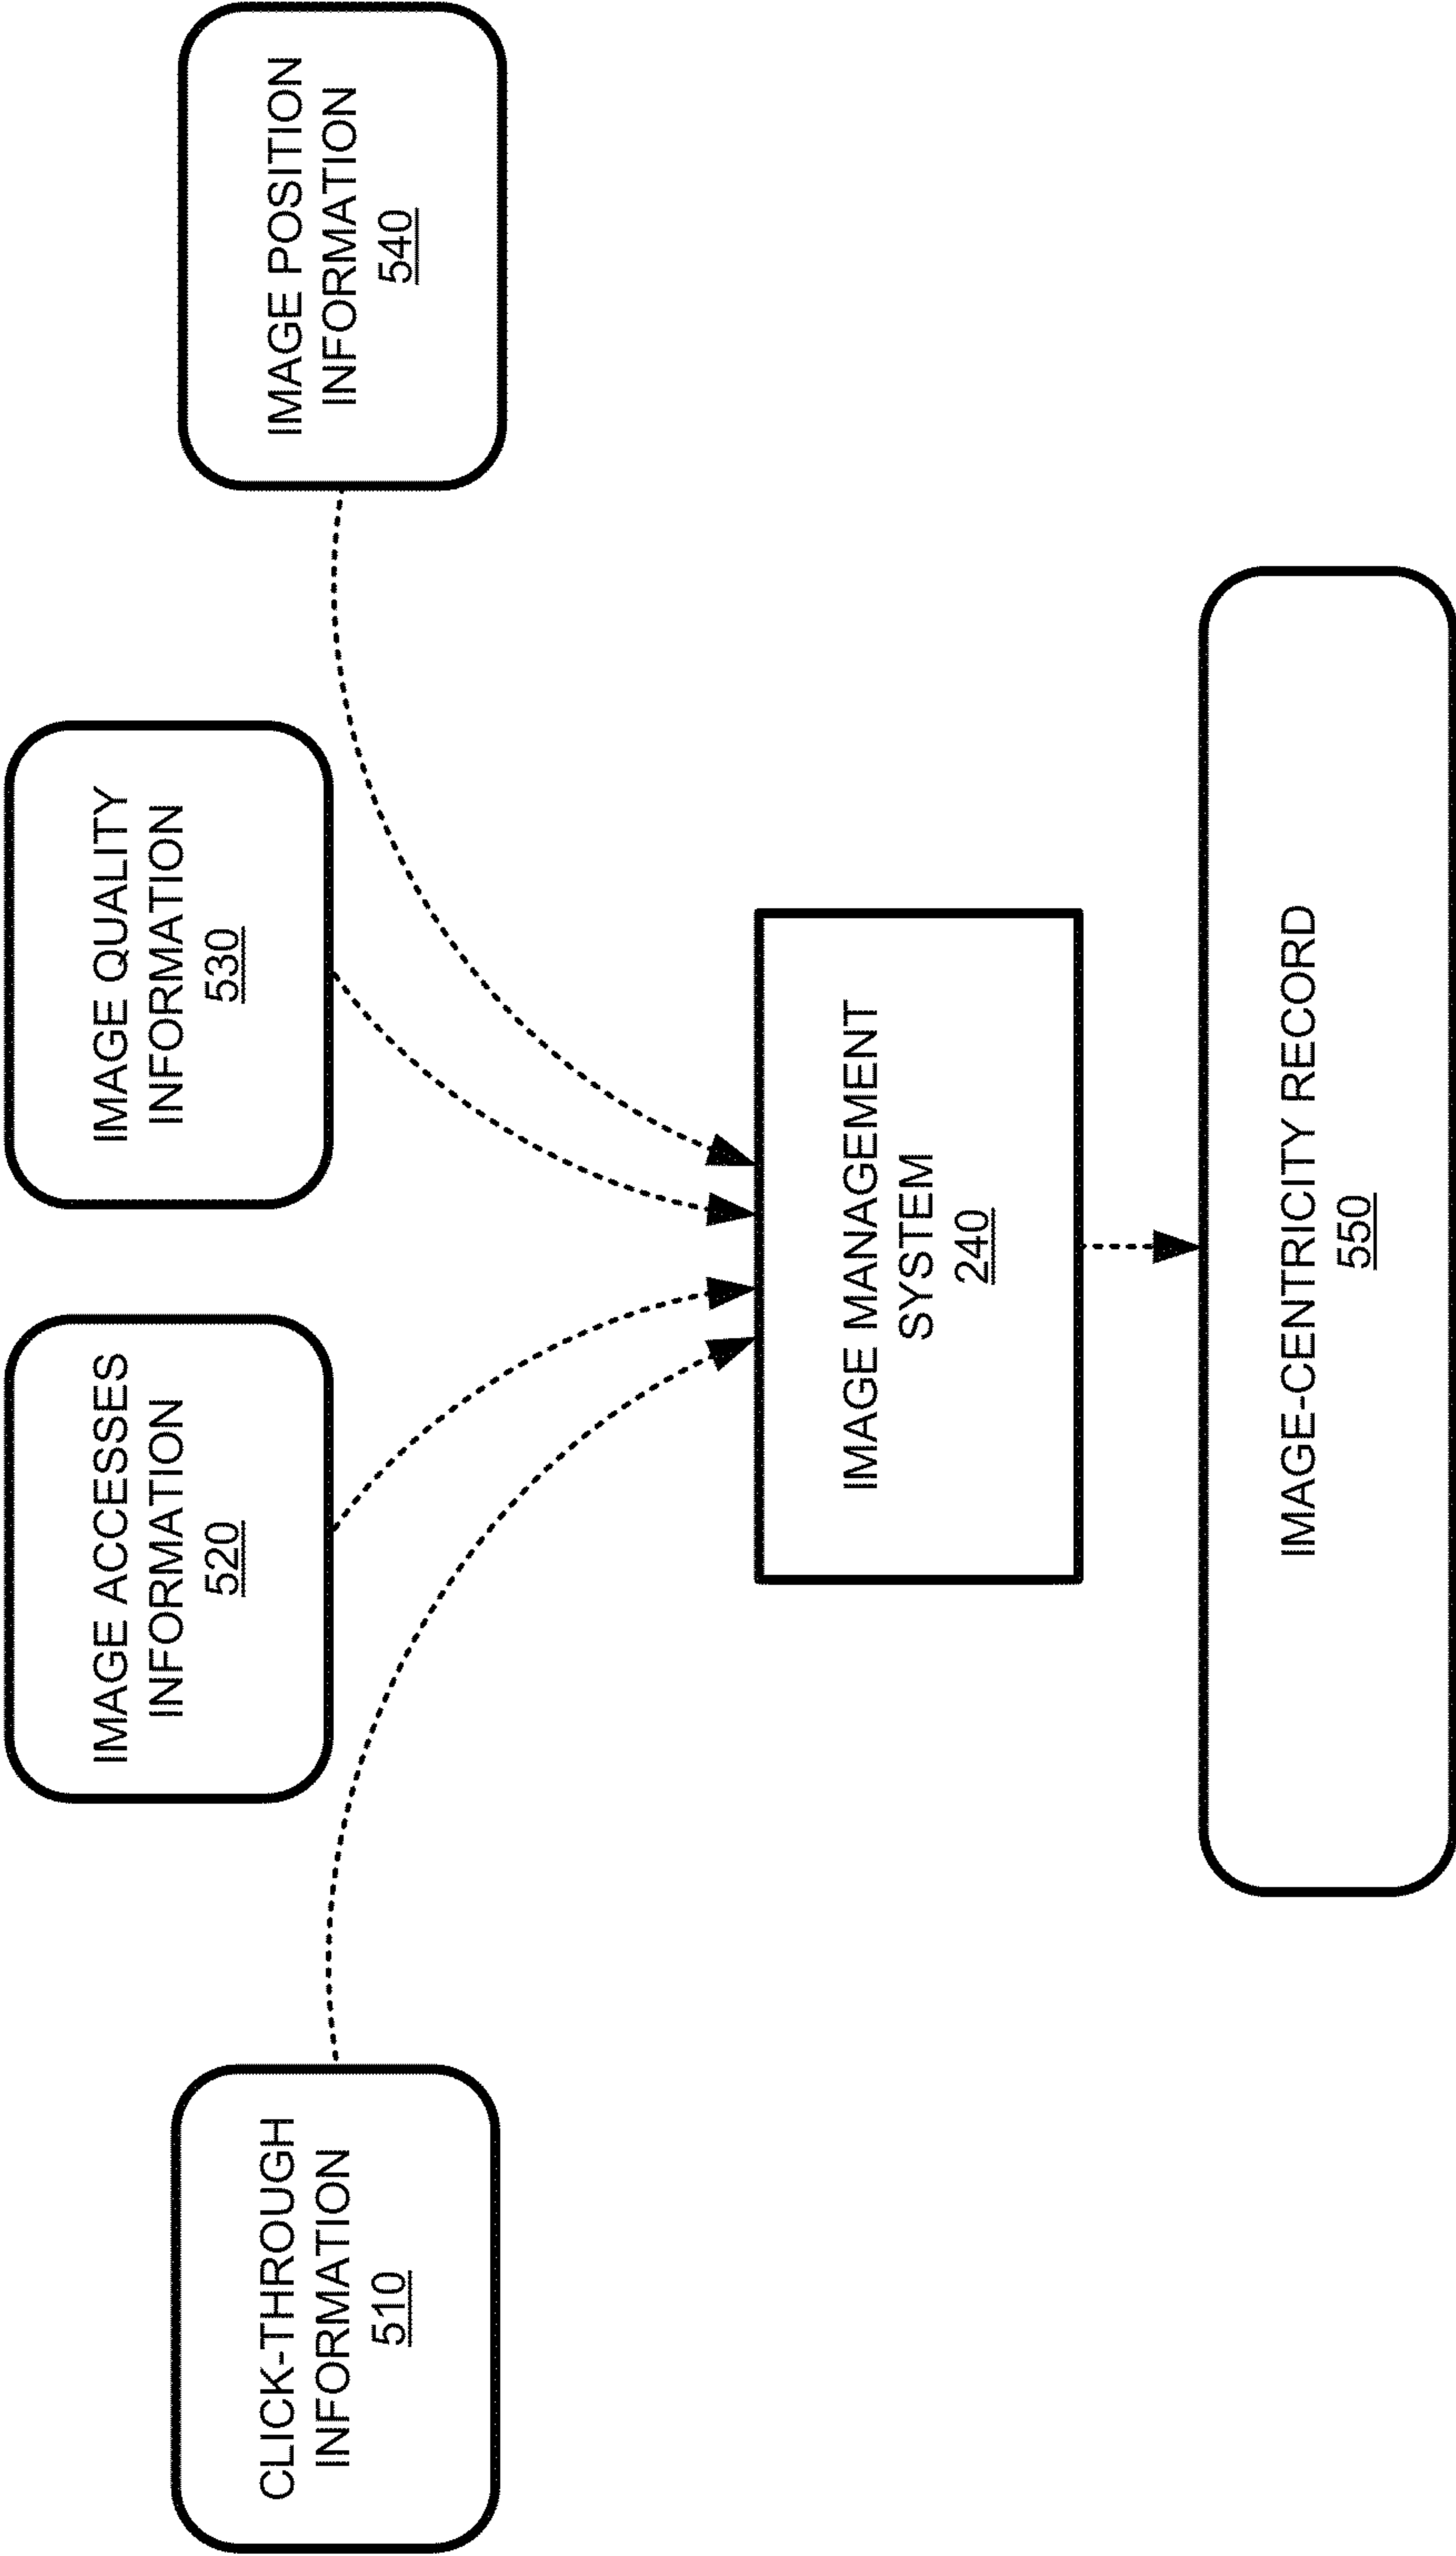 CLICK-THROUGH
INFORMATION
510
IMAGE ACCESSES
INFORMATION
520
IMAGE QUALITY
INFORMATION
530
IMAGE POSITION
INFORMATION
540
IMAGE MANAGEMENT
SYSTEM
240
IMAGE-CENTRICITY RECORD
550